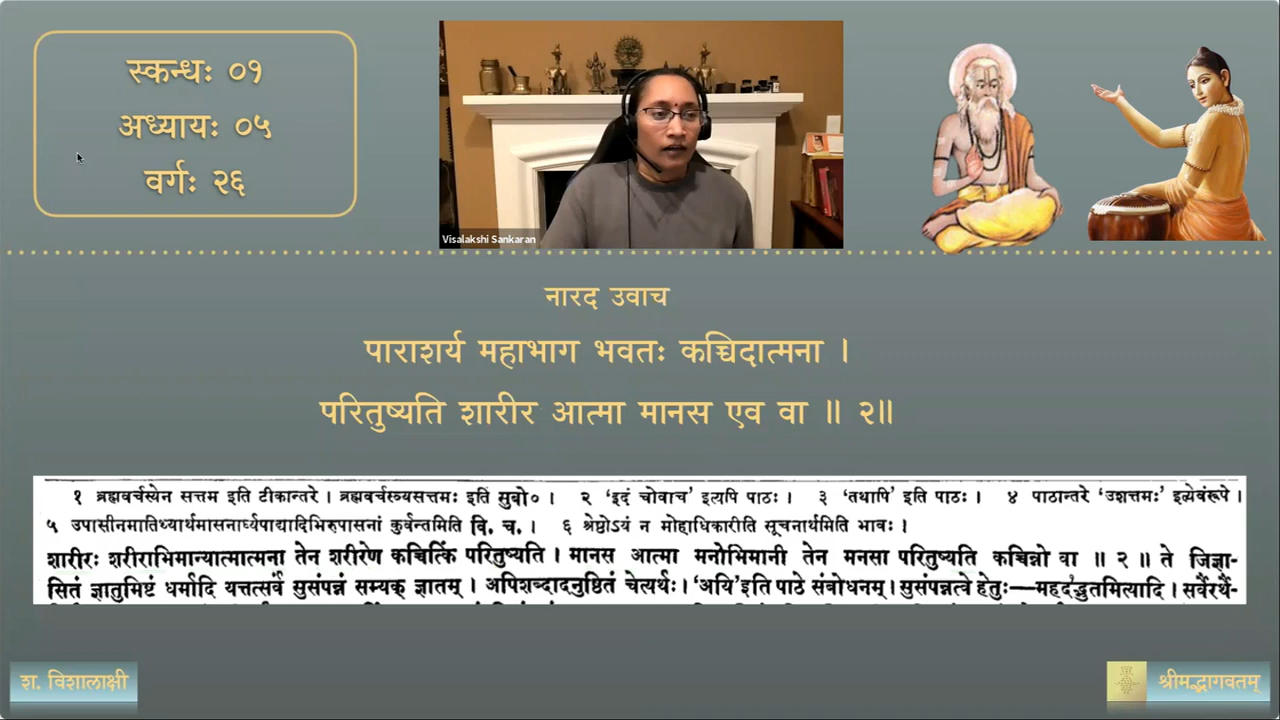 स्कन्धः ०१
अध्यायः ०५
वर्गः २६
Visalakshi Sankaran
नारद उवाच
पाराशर्य महाभाग भवतः कच्चिदात्मना ।
परितुष्यति शारीर आत्मा मानस एव वा ॥ २॥
१ ब्रह्मवर्चस्येन सत्तम इति टीकान्तरे । ब्रह्मवर्चस्व्यसत्तमः इति सुबो० । २ 'इदं चोवाच' इत्यपि पाठः । ३ 'तथापि' इति पाठः । ४ पाठान्तरे 'उशत्तमः' इत्येवंरूपे ।
५ उपासीनमातिथ्यार्थमासनार्घ्यपाद्यादिभिरुपासनां कुर्वन्तमिति वि. च. । ६ श्रेष्ठोऽयं न मोहाधिकारीति सूचनार्थमिति भावः ।
शारीरः शरीराभिमान्यात्मात्मना तेन शरीरेण कच्चित्किं परितुष्यति । मानस आत्मा मनोभिमानी तेन मनसा परितुष्यति कच्चिन्नो वा ॥ २ ॥ ते जिज्ञा-
सितं ज्ञातुमिष्टं धर्मादि यत्तत्सर्वं सुसंपन्नं सम्यक् ज्ञातम् । अपिशब्दादनुष्ठितं चेत्यर्थः । 'अयि' इति पाठे संबोधनम् । सुसंपन्नत्वे हेतुः—महदद्भुतमित्यादि । सर्वैरर्थै-
श. विशालाक्षी
श्रीमद्भागवतम्